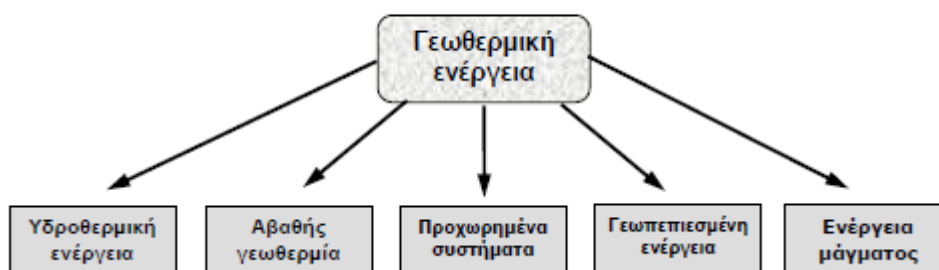 Γεωθερμική
ενέργεια
Υδροθερμική
ενέργεια
Αβαθής
γεωθερμία
Προχωρημένα
συστήματα
Γεωπεπιεσμένη
ενέργεια
Ενέργεια
μάγματος